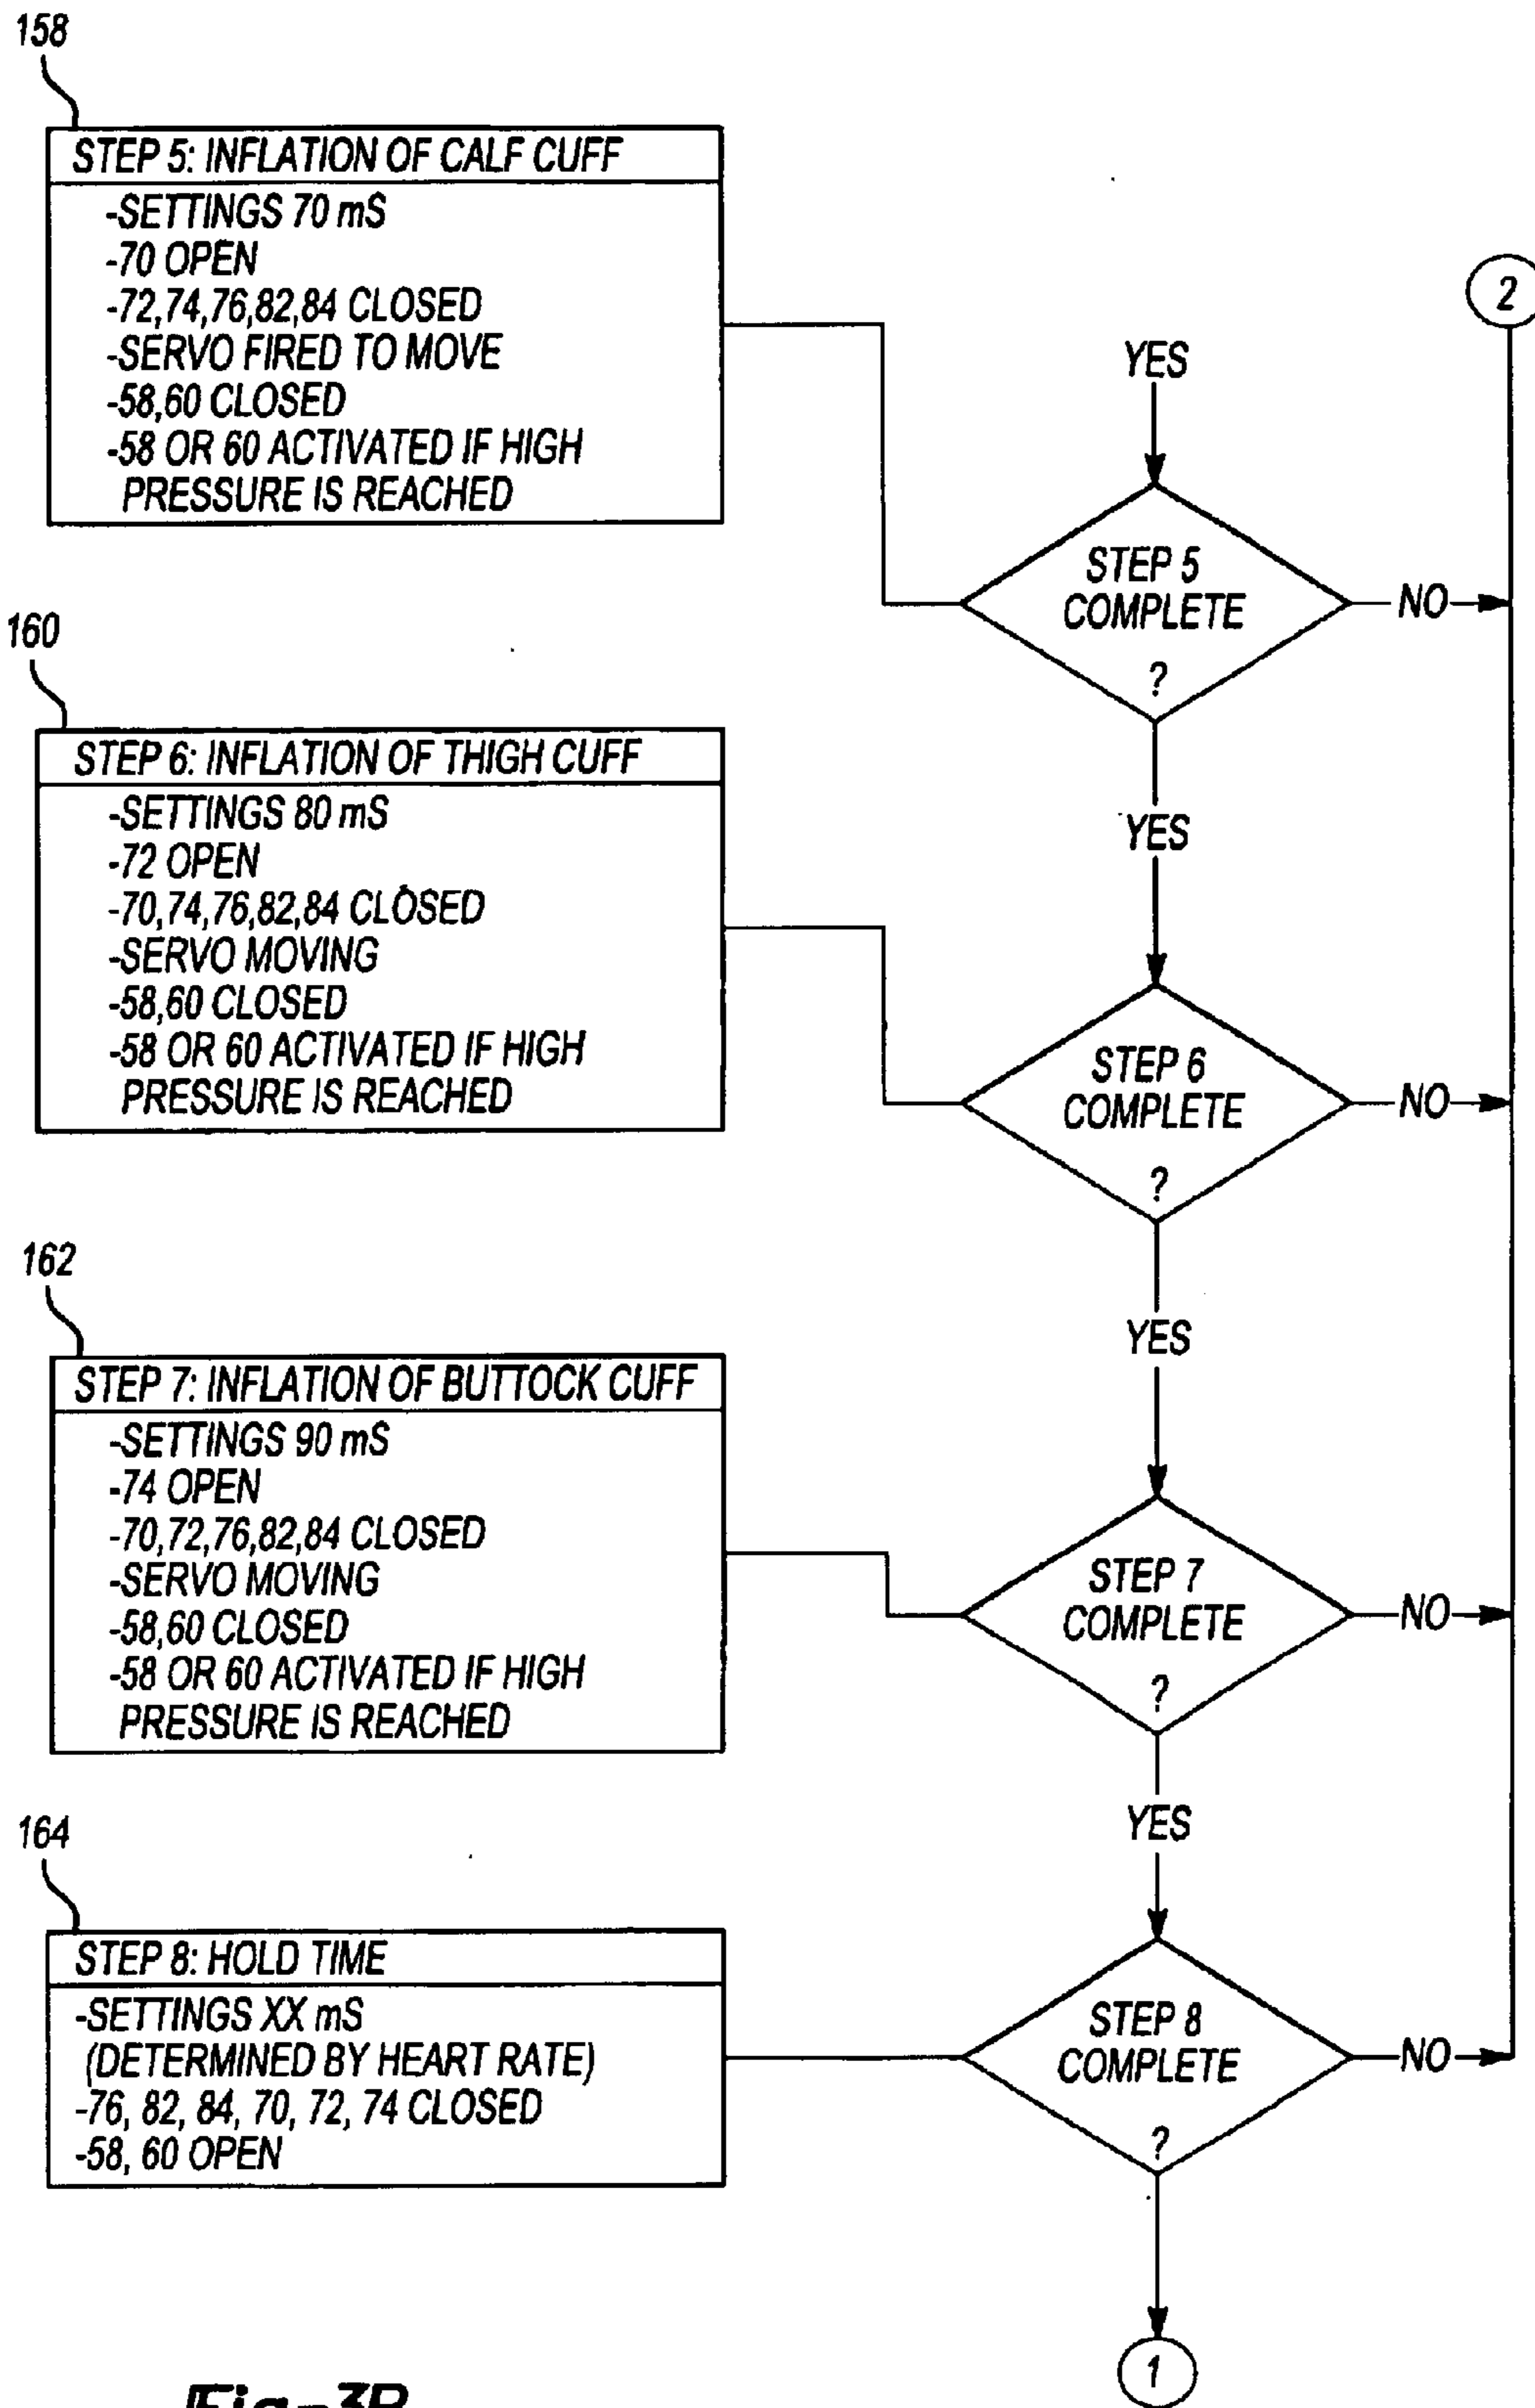 158
STEP 5: INFLATION OF CALF CUFF
-SETTINGS 70 mS
-70 OPEN
-72,74,76,82,84 CLOSED
-SERVO FIRED TO MOVE
-58,60 CLOSED
-58 OR 60 ACTIVATED IF HIGH
PRESSURE IS REACHED
2
YES
STEP 5
COMPLETE
?
NO
160
STEP 6: INFLATION OF THIGH CUFF
-SETTINGS 80 mS
-72 OPEN
-70,74,76,82,84 CLOSED
-SERVO MOVING
-58,60 CLOSED
-58 OR 60 ACTIVATED IF HIGH
PRESSURE IS REACHED
YES
STEP 6
COMPLETE
?
NO
162
STEP 7: INFLATION OF BUTTOCK CUFF
-SETTINGS 90 mS
-74 OPEN
-70,72,76,82,84 CLOSED
-SERVO MOVING
-58,60 CLOSED
-58 OR 60 ACTIVATED IF HIGH
PRESSURE IS REACHED
YES
STEP 7
COMPLETE
?
NO
164
STEP 8: HOLD TIME
-SETTINGS XX mS
(DETERMINED BY HEART RATE)
-76, 82, 84, 70, 72, 74 CLOSED
-58, 60 OPEN
YES
STEP 8
COMPLETE
?
NO
1
Fig-3B